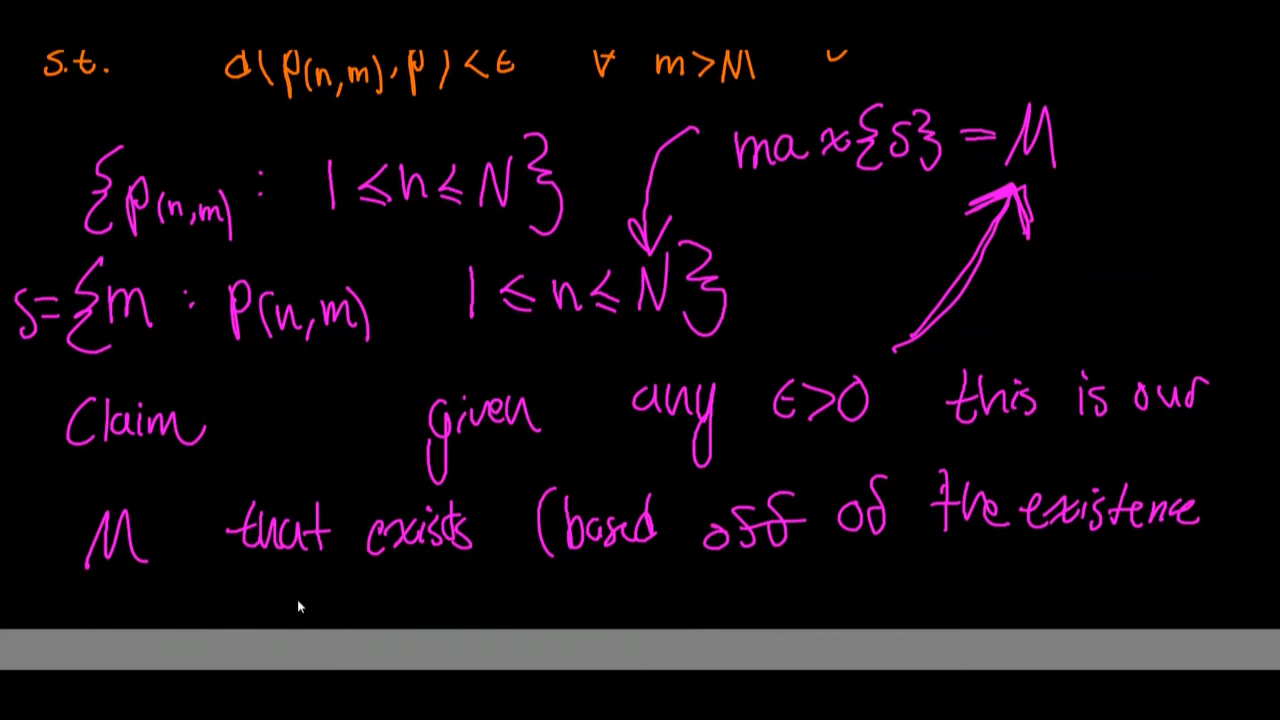 s.t. d(p(n,m), p) < ε ∀ m > M
{p(n,m) : 1 ≤ n ≤ N} max{S} = M
S = {m : p(n,m) 1 ≤ n ≤ N}
Claim given any ε>0 this is our
M that exists (based off of the existence